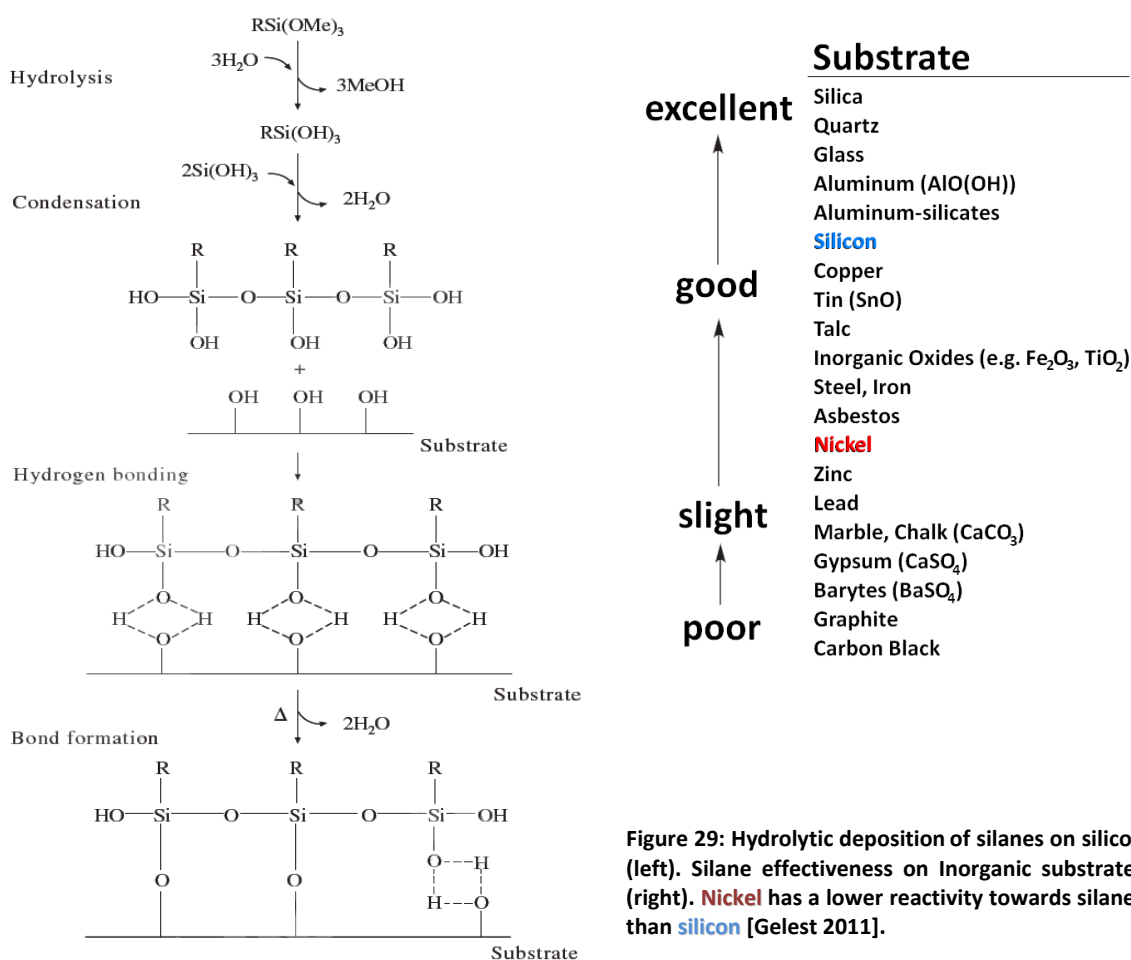 RSi(OMe)₃
3H₂O
Hydrolysis
3MeOH
RSi(OH)₃
2Si(OH)₃
Condensation
2H₂O
R R R
HO Si O Si O Si OH
OH OH OH
+
OH OH OH
Substrate
Hydrogen bonding
R R R
HO Si O Si O Si OH
O O O
H H H H H H
O O O
Substrate
Δ
2H₂O
Bond formation
R R R
HO Si O Si O Si OH
O H
O O
H O
Substrate
excellent
good
slight
poor
Substrate
Silica
Quartz
Glass
Aluminum (AlO(OH))
Aluminum-silicates
Silicon
Copper
Tin (SnO)
Talc
Inorganic Oxides (e.g. Fe₂O₃, TiO₂)
Steel, Iron
Asbestos
Nickel
Zinc
Lead
Marble, Chalk (CaCO₃)
Gypsum (CaSO₄)
Barytes (BaSO₄)
Graphite
Carbon Black
Figure 29: Hydrolytic deposition of silanes on silico
(left). Silane effectiveness on Inorganic substrate
(right). Nickel has a lower reactivity towards silane
than silicon [Gelest 2011].